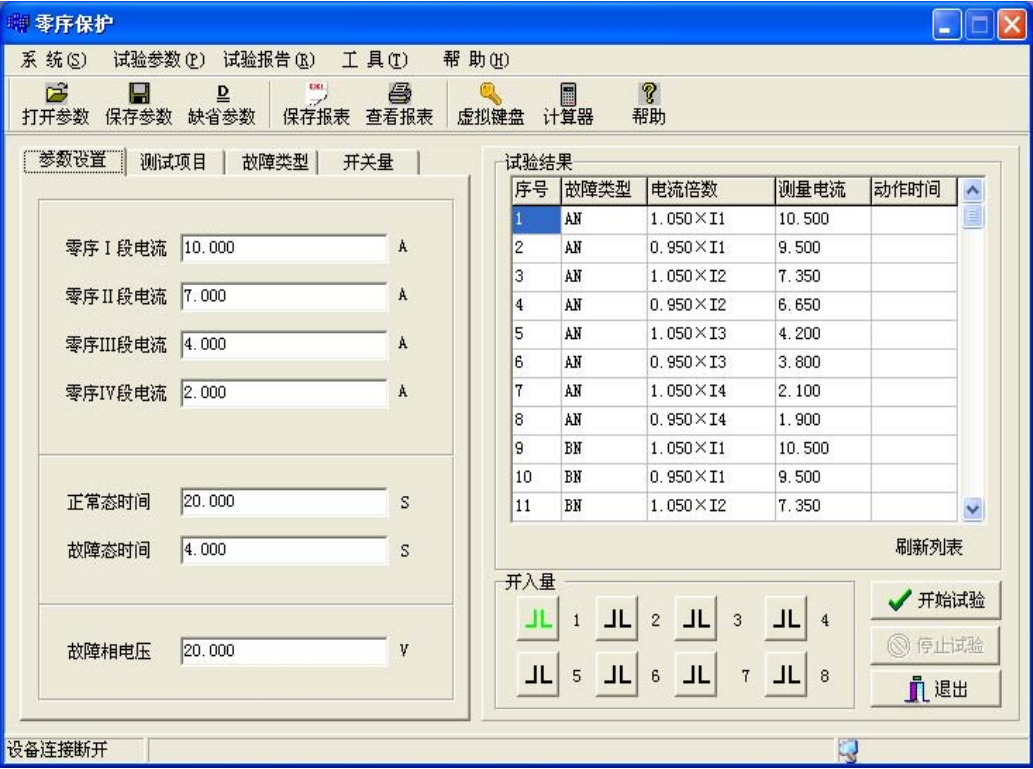 零序保护
系 统(S) 试验参数(P) 试验报告(R) 工 具(T) 帮 助(H)
D EXCL
打开参数 保存参数 缺省参数 保存报表 查看报表 虚拟键盘 计算器 帮助
参数设置 测试项目 故障类型 开关量
零序 I 段电流 10.000 A
零序II段电流 7.000 A
零序III段电流 4.000 A
零序IV段电流 2.000 A
正常态时间 20.000 S
故障态时间 4.000 S
故障相电压 20.000 V
试验结果
序号 故障类型 电流倍数 测量电流 动作时间
1 AN 1.050×I1 10.500
2 AN 0.950×I1 9.500
3 AN 1.050×I2 7.350
4 AN 0.950×I2 6.650
5 AN 1.050×I3 4.200
6 AN 0.950×I3 3.800
7 AN 1.050×I4 2.100
8 AN 0.950×I4 1.900
9 BN 1.050×I1 10.500
10 BN 0.950×I1 9.500
11 BN 1.050×I2 7.350
刷新列表
开入量
1 2 3 4
5 6 7 8
开始试验
停止试验
退出
设备连接断开